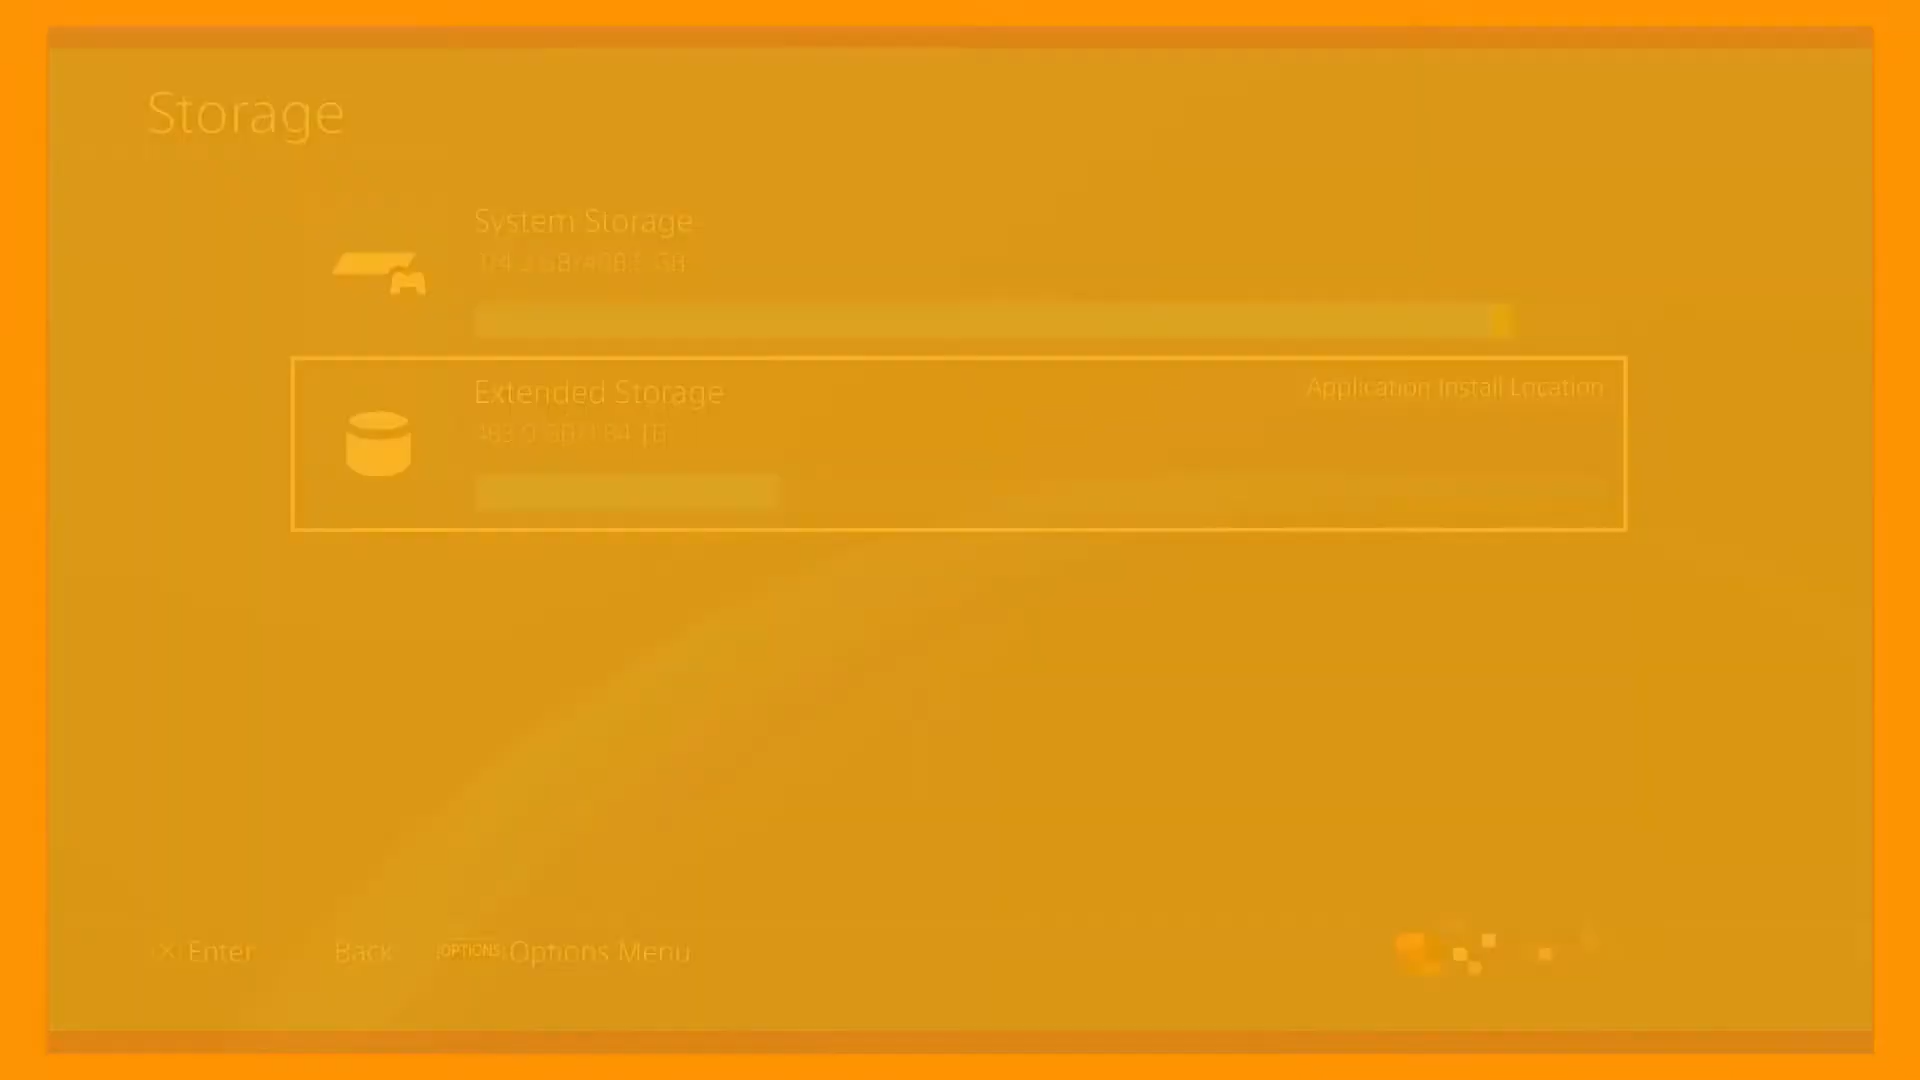 Storage
System Storage
Extended Storage
Application Install Location
Enter Back OPTIONS Options Menu